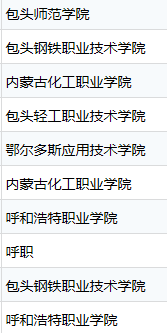 包头师范学院
包头钢铁职业技术学院
内蒙古化工职业学院
包头轻工职业技术学院
鄂尔多斯应用技术学院
内蒙古化工职业学院
呼和浩特职业学院
呼职
包头钢铁职业技术学院
呼和浩特职业学院